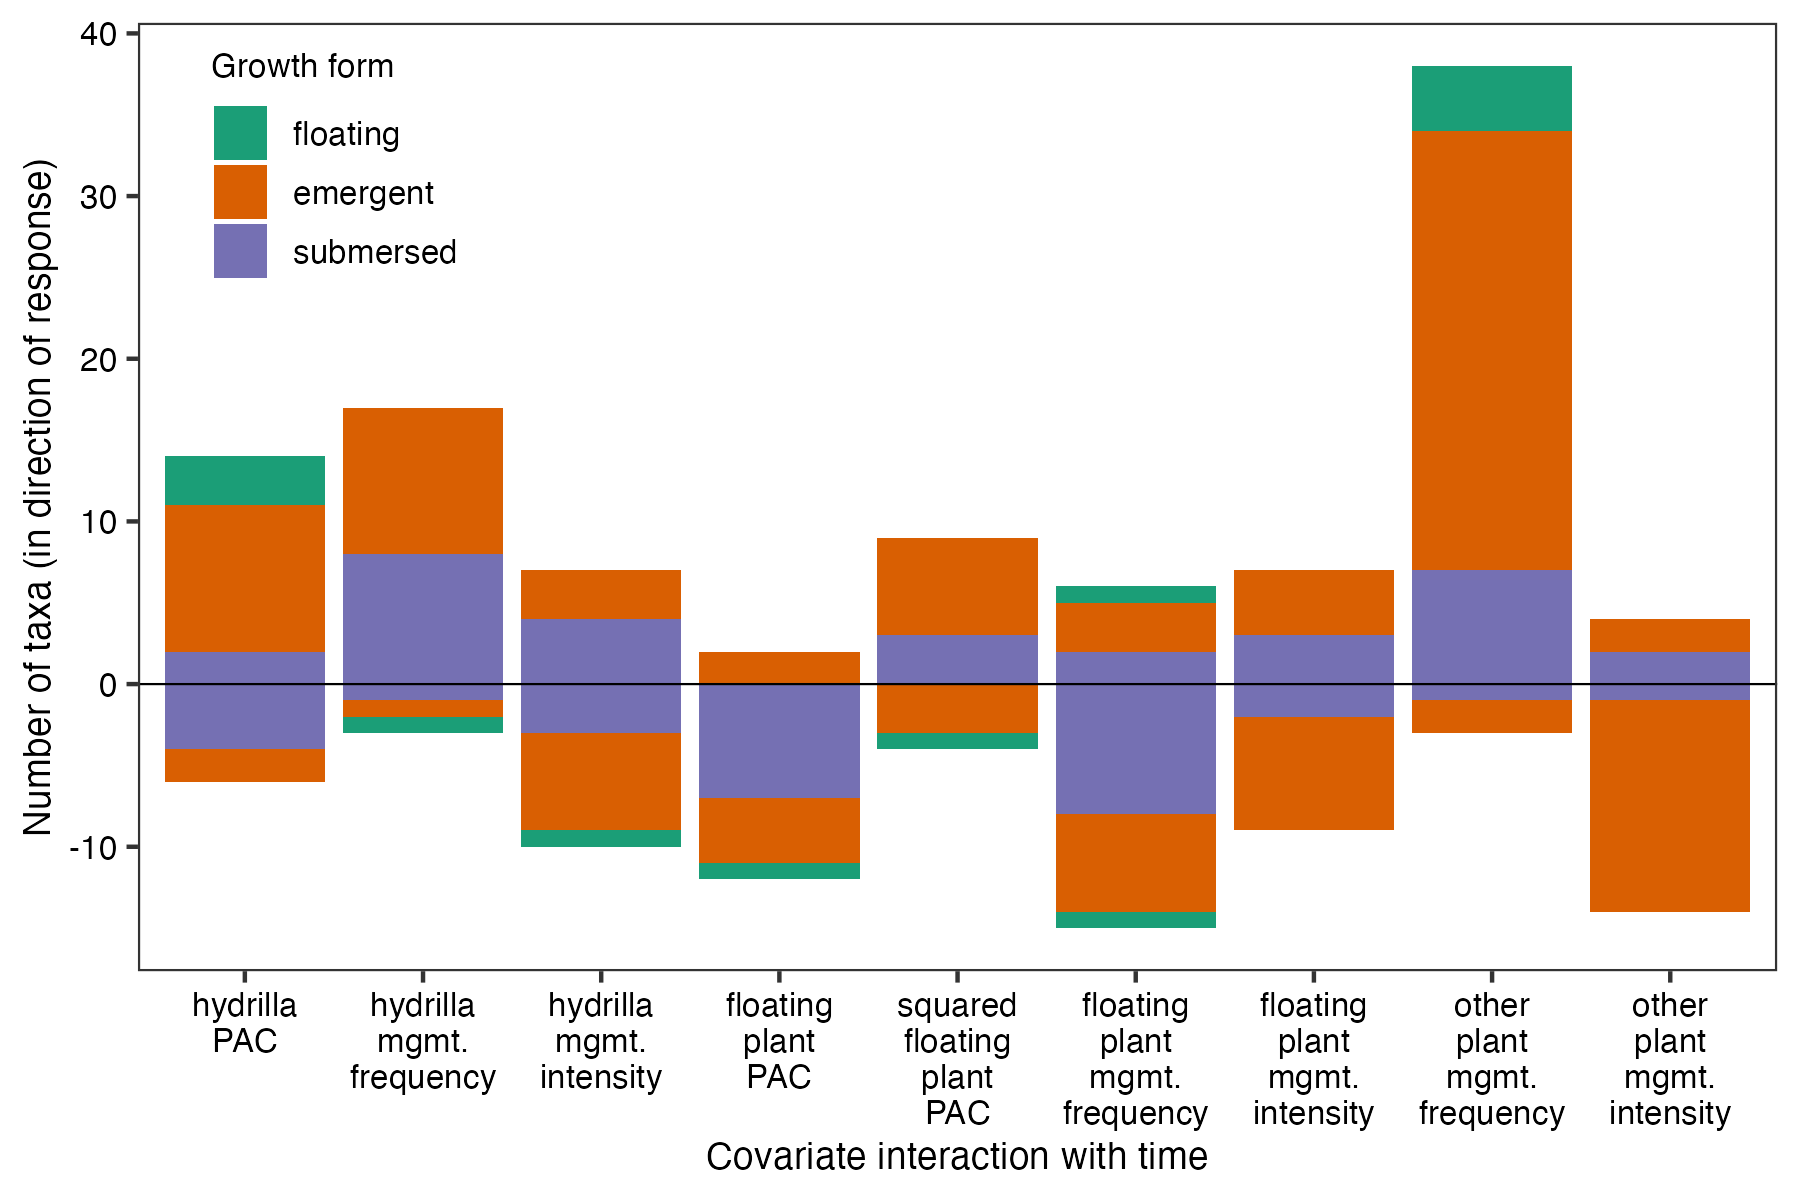 Growth form
floating
emergent
submersed
Number of taxa (in direction of response)
40
30
20
10
0
-10
hydrilla
PAC
hydrilla
mgmt.
frequency
hydrilla
mgmt.
intensity
floating
plant
PAC
squared
floating
plant
PAC
floating
plant
mgmt.
frequency
floating
plant
mgmt.
intensity
other
plant
mgmt.
frequency
other
plant
mgmt.
intensity
Covariate interaction with time